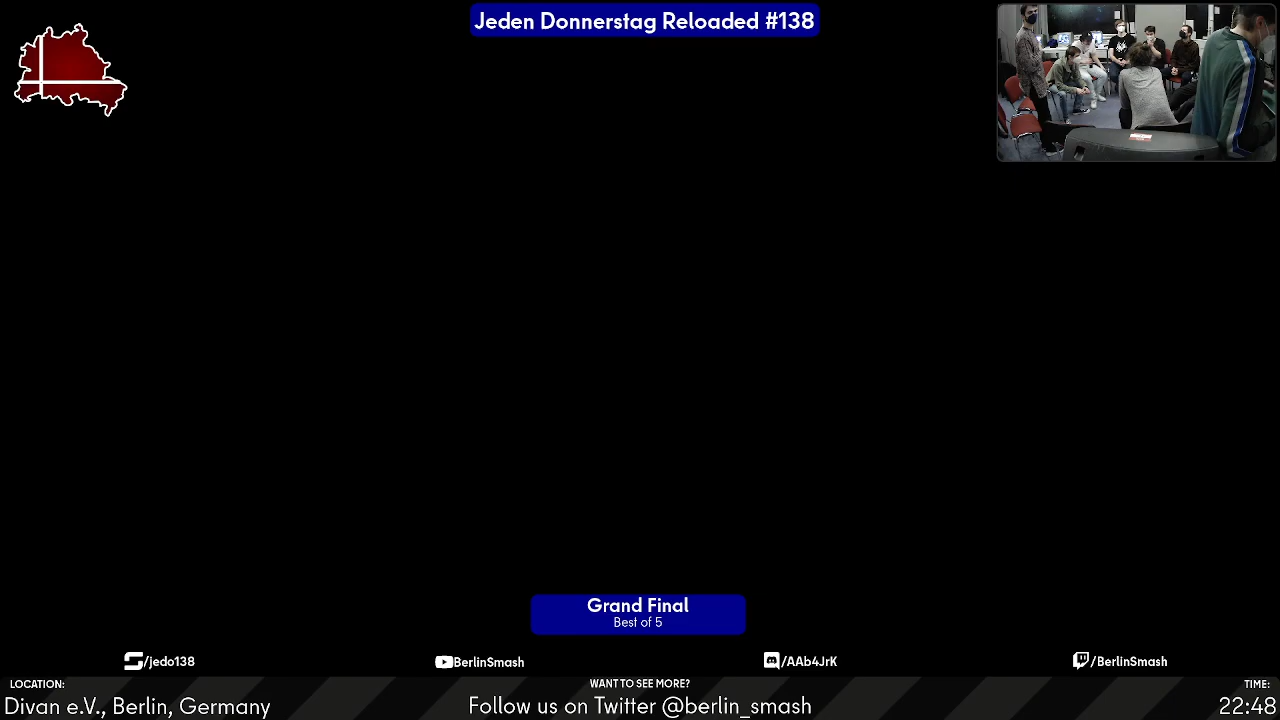 Jeden Donnerstag Reloaded #138
Grand Final
Best of 5
/jedo138
BerlinSmash
/AAb4JrK
/BerlinSmash
LOCATION:
Divan e.V., Berlin, Germany
WANT TO SEE MORE?
Follow us on Twitter @berlin_smash
TIME:
22:48